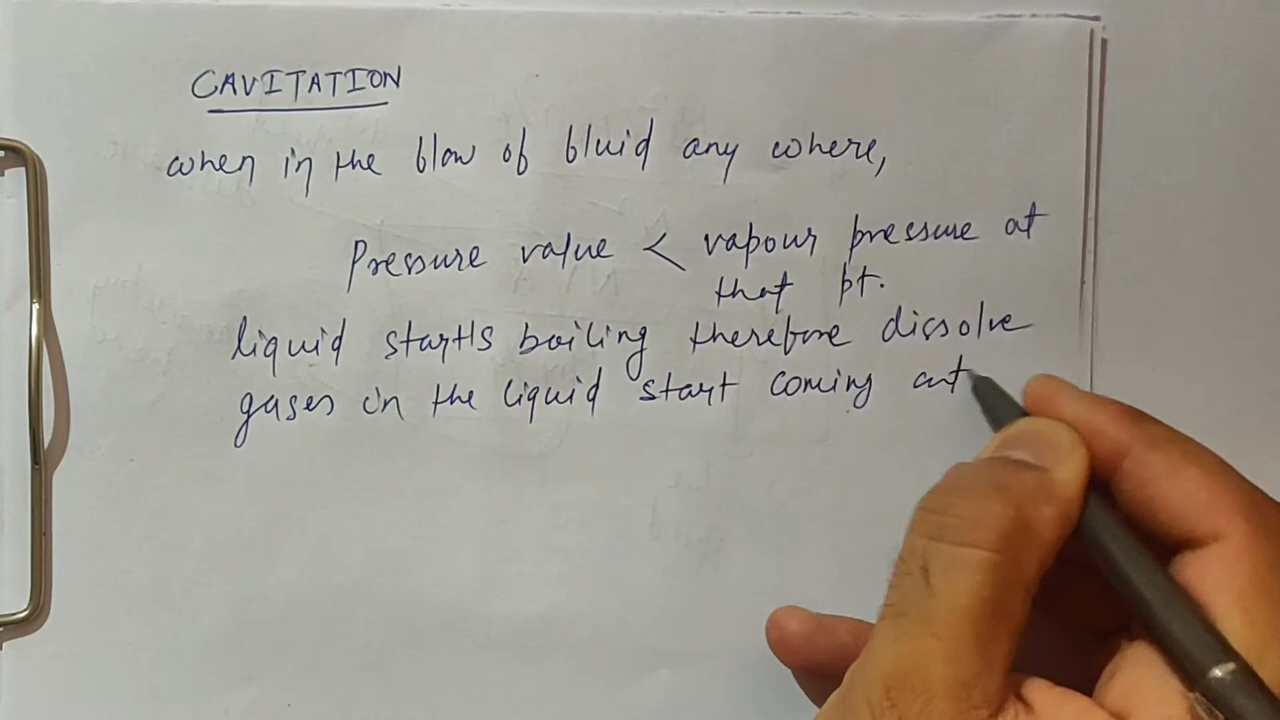 CAVITATION
when in the flow of fluid any where,
Pressure value < vapour pressure at
that pt.
liquid starts boiling therefore dissolve
gases in the liquid start coming out